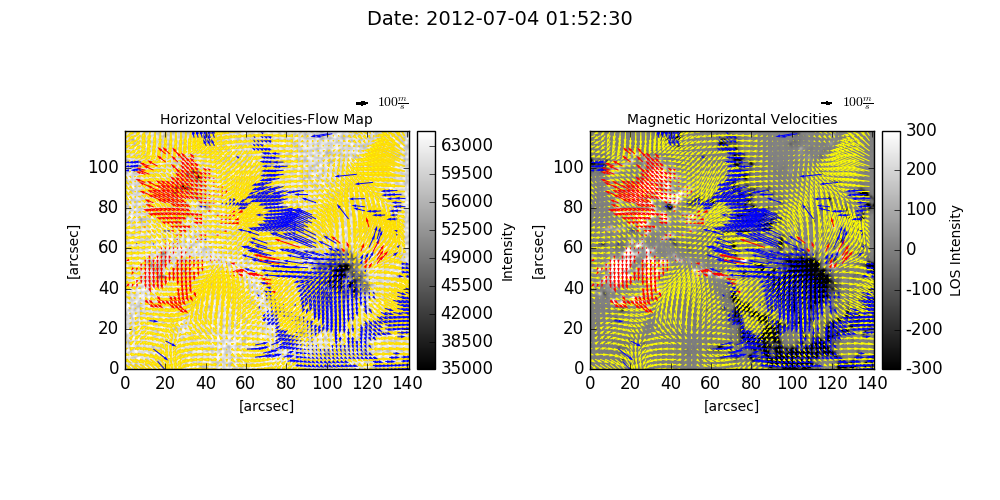 Date: 2012-07-04 01:52:30
100 m/s
Horizontal Velocities-Flow Map
100
80
60
40
20
0
0 20 40 60 80 100 120 140
[arcsec]
[arcsec]
63000
59500
56000
52500
49000
45500
42000
38500
35000
Intensity
100 m/s
Magnetic Horizontal Velocities
100
80
60
40
20
0
0 20 40 60 80 100 120 140
[arcsec]
[arcsec]
300
200
100
0
-100
-200
-300
LOS Intensity